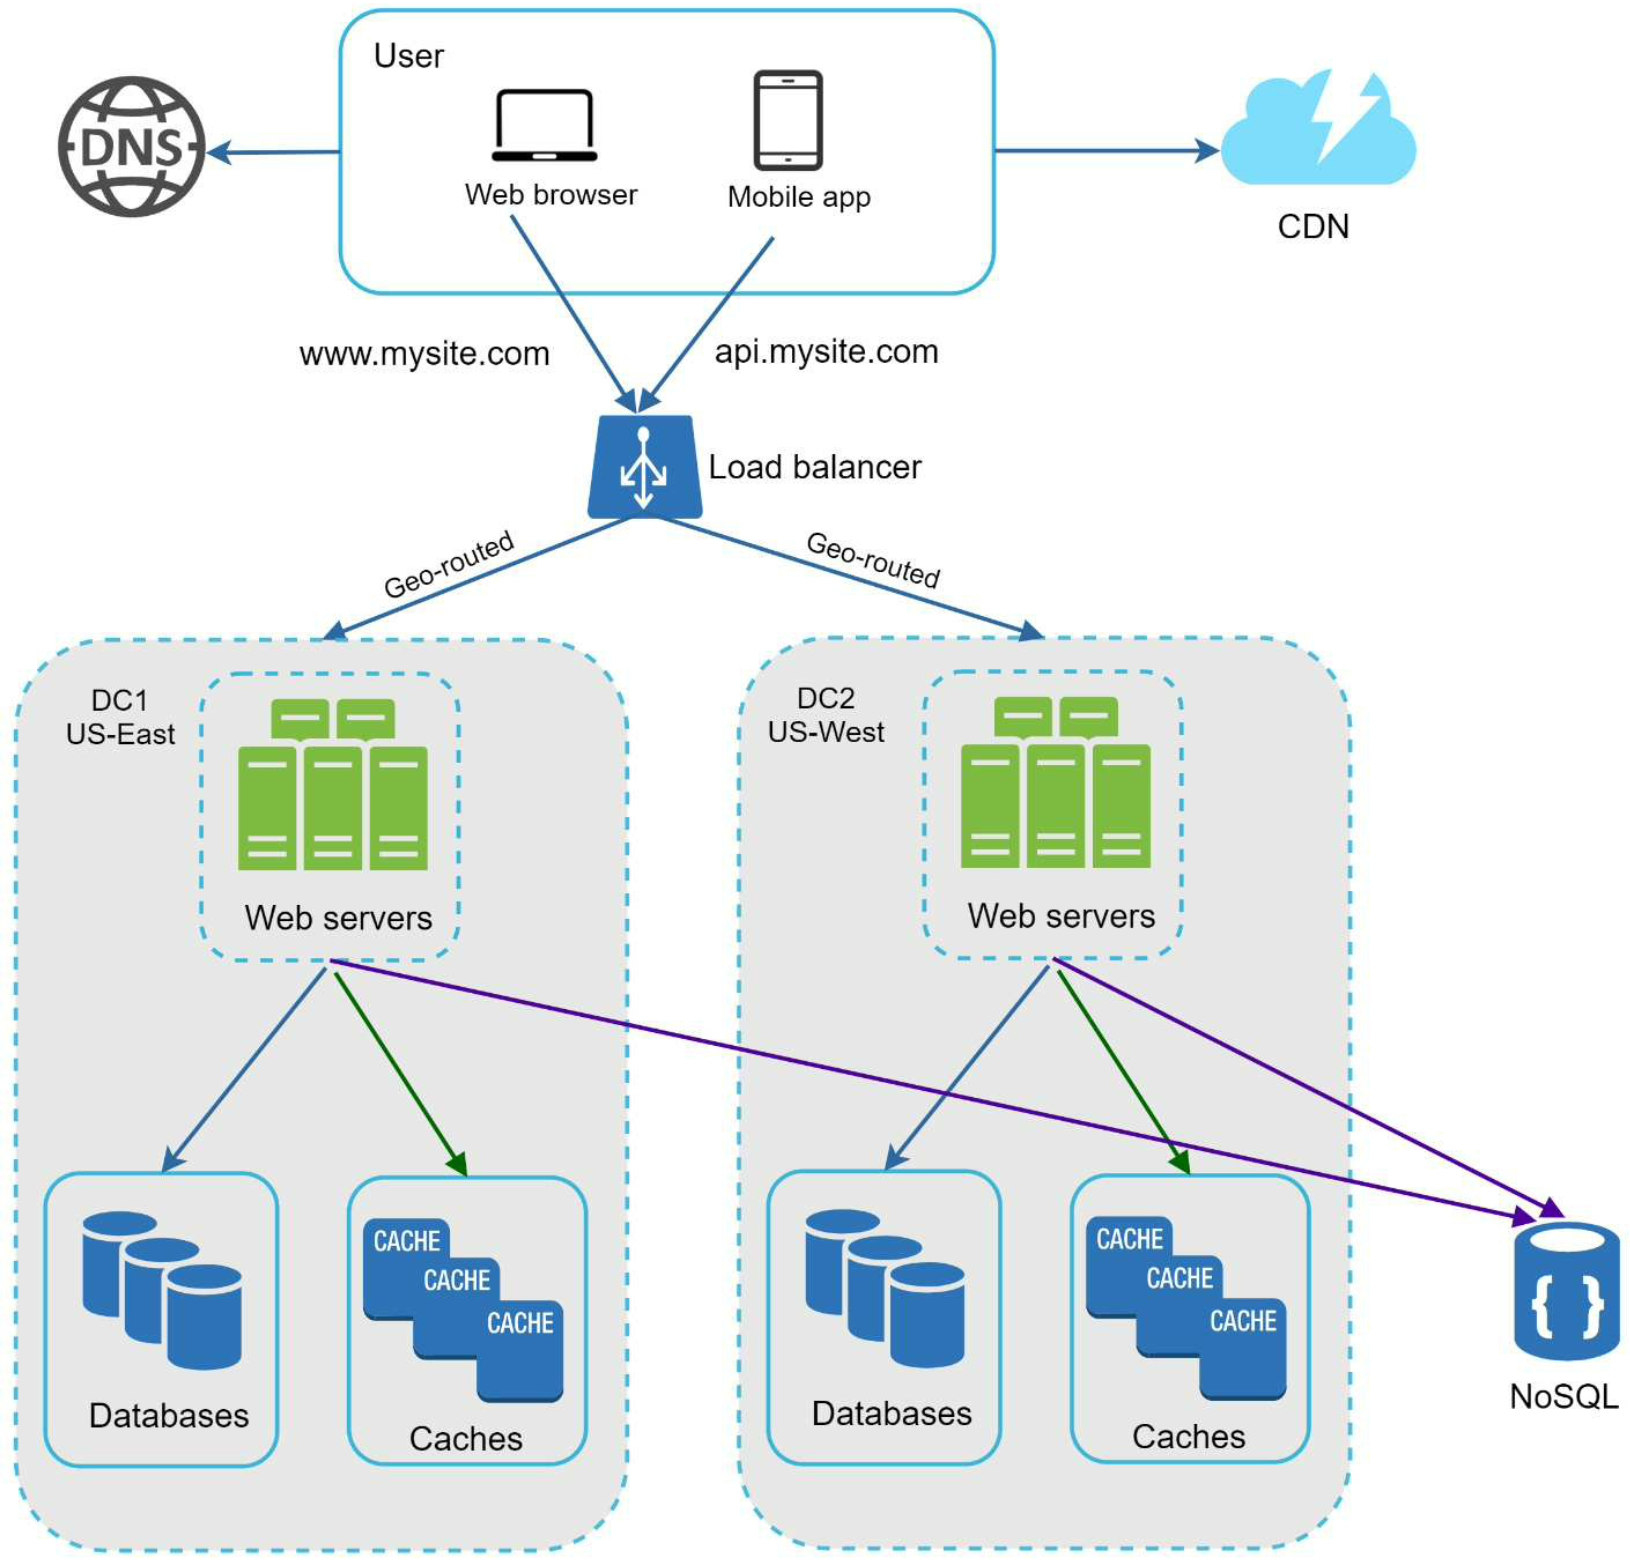 User
DNS
Web browser
Mobile app
CDN
www.mysite.com
api.mysite.com
Load balancer
Geo-routed
Geo-routed
DC1
US-East
Web servers
DC2
US-West
Web servers
CACHE
CACHE
CACHE
Databases
Caches
CACHE
CACHE
CACHE
Databases
Caches
{ }
NoSQL